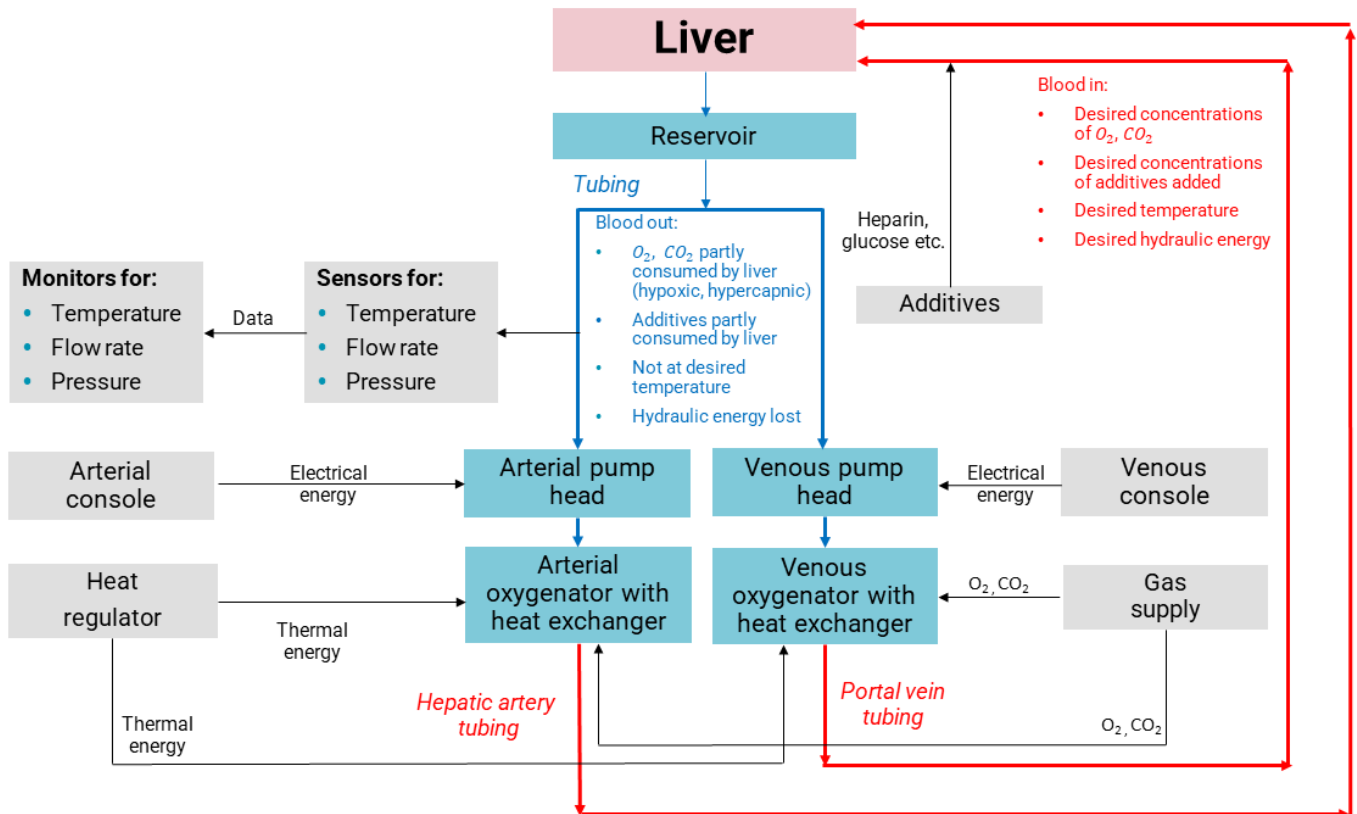 Liver
Reservoir
Tubing
Blood out:
• O₂, CO₂ partly
consumed by liver
(hypoxic, hypercapnic)
• Additives partly
consumed by liver
• Not at desired
temperature
• Hydraulic energy lost
Blood in:
• Desired concentrations
of O₂, CO₂
• Desired concentrations
of additives added
• Desired temperature
• Desired hydraulic energy
Heparin,
glucose etc.
Additives
Monitors for:
• Temperature
• Flow rate
• Pressure
Data
Sensors for:
• Temperature
• Flow rate
• Pressure
Arterial
console
Electrical
energy
Arterial pump
head
Venous pump
head
Electrical
energy
Venous
console
Heat
regulator
Thermal
energy
Arterial
oxygenator with
heat exchanger
Venous
oxygenator with
heat exchanger
O₂, CO₂
Gas
supply
Thermal
energy
Hepatic artery
tubing
Portal vein
tubing
O₂, CO₂